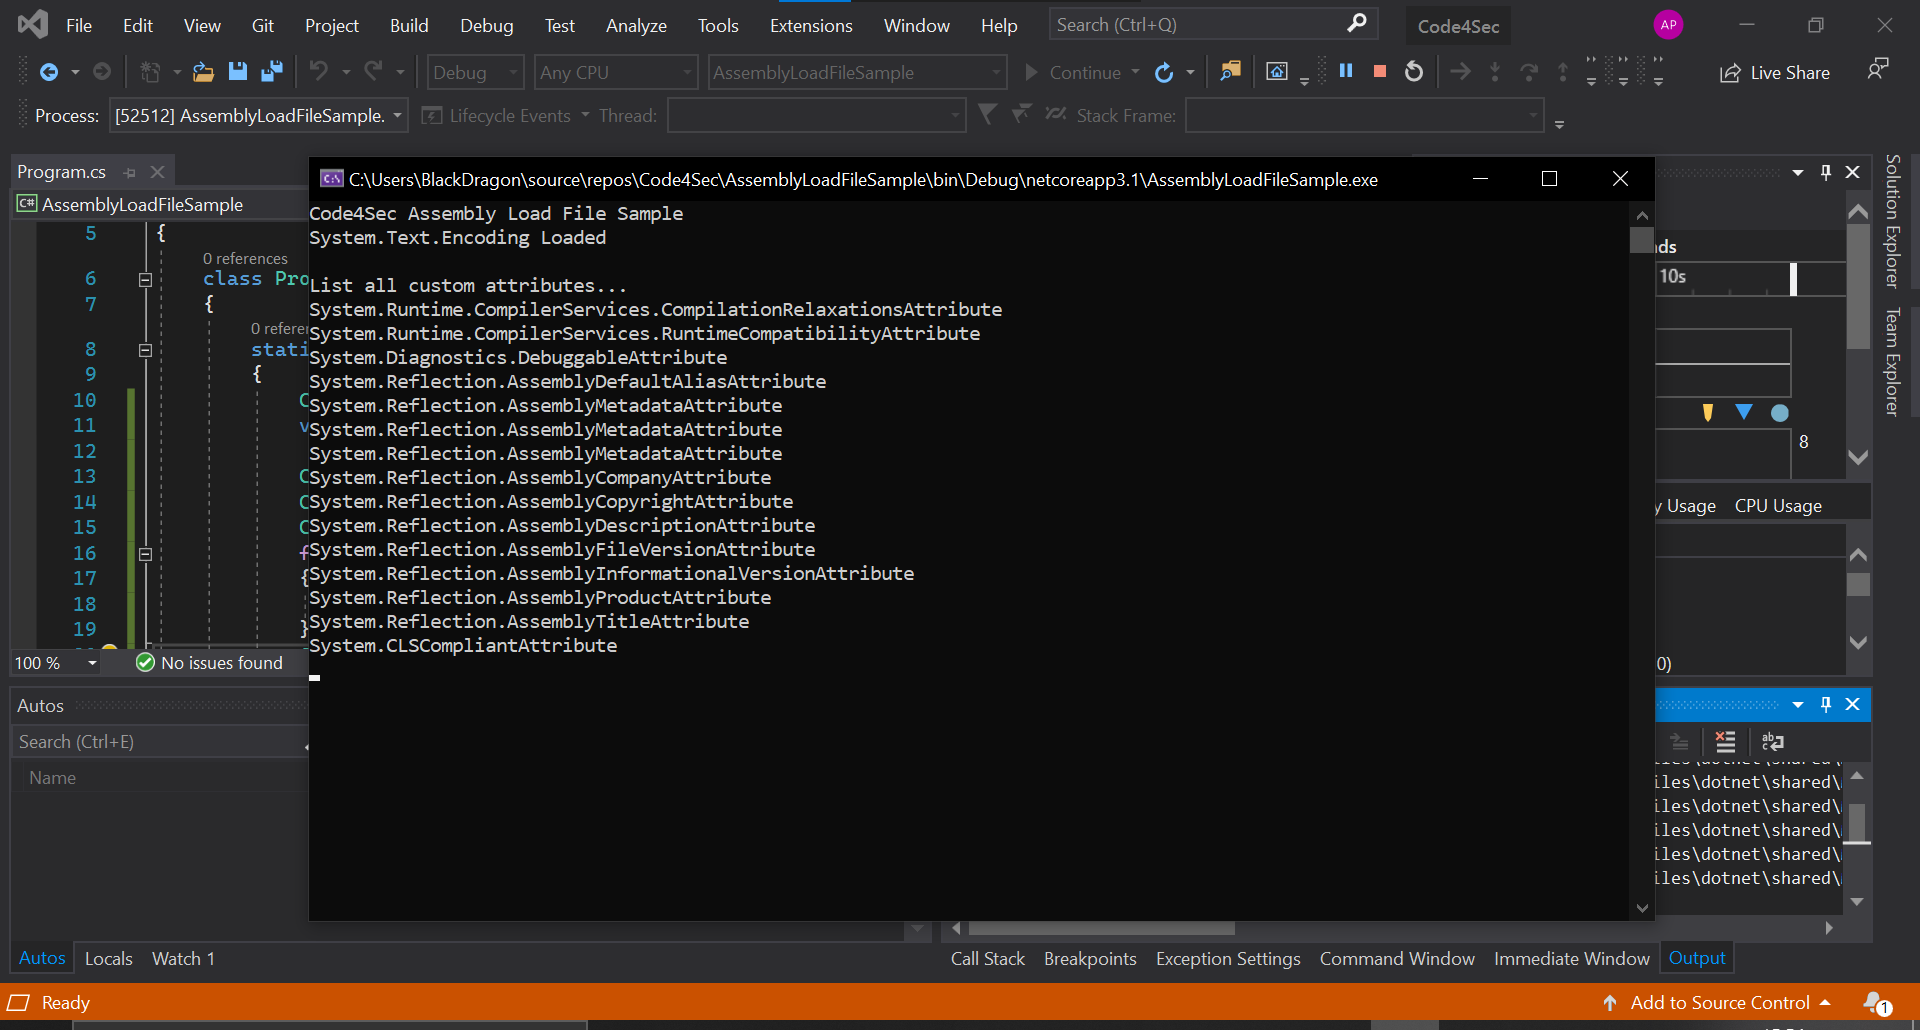 File Edit View Git Project Build Debug Test Analyze Tools Extensions Window Help Search (Ctrl+Q) Code4Sec AP
Debug Any CPU AssemblyLoadFileSample Continue Live Share
Process: [52512] AssemblyLoadFileSample. Lifecycle Events Thread: Stack Frame:
Program.cs
C:\Users\BlackDragon\source\repos\Code4Sec\AssemblyLoadFileSample\bin\Debug\netcoreapp3.1\AssemblyLoadFileSample.exe
C# AssemblyLoadFileSample
Code4Sec Assembly Load File Sample
System.Text.Encoding Loaded
List all custom attributes...
System.Runtime.CompilerServices.CompilationRelaxationsAttribute
System.Runtime.CompilerServices.RuntimeCompatibilityAttribute
System.Diagnostics.DebuggableAttribute
System.Reflection.AssemblyDefaultAliasAttribute
System.Reflection.AssemblyMetadataAttribute
System.Reflection.AssemblyMetadataAttribute
System.Reflection.AssemblyMetadataAttribute
System.Reflection.AssemblyCompanyAttribute
System.Reflection.AssemblyCopyrightAttribute
System.Reflection.AssemblyDescriptionAttribute
System.Reflection.AssemblyFileVersionAttribute
System.Reflection.AssemblyInformationalVersionAttribute
System.Reflection.AssemblyProductAttribute
System.Reflection.AssemblyTitleAttribute
System.CLSCompliantAttribute
5 {
0 references
6 class Pro
7 {
0 refere
8 stati
9 {
10 C
11 v
12
13 C
14 C
15 C
16 f
17 {
18
19 }
100 % No issues found
Autos
Search (Ctrl+E)
Name
Autos Locals Watch 1
Solution Explorer
Team Explorer
10s
8
y Usage CPU Usage
0)
iles\dotnet\shared\
iles\dotnet\shared\
iles\dotnet\shared\
iles\dotnet\shared\
iles\dotnet\shared\
Call Stack Breakpoints Exception Settings Command Window Immediate Window Output
Ready Add to Source Control 1